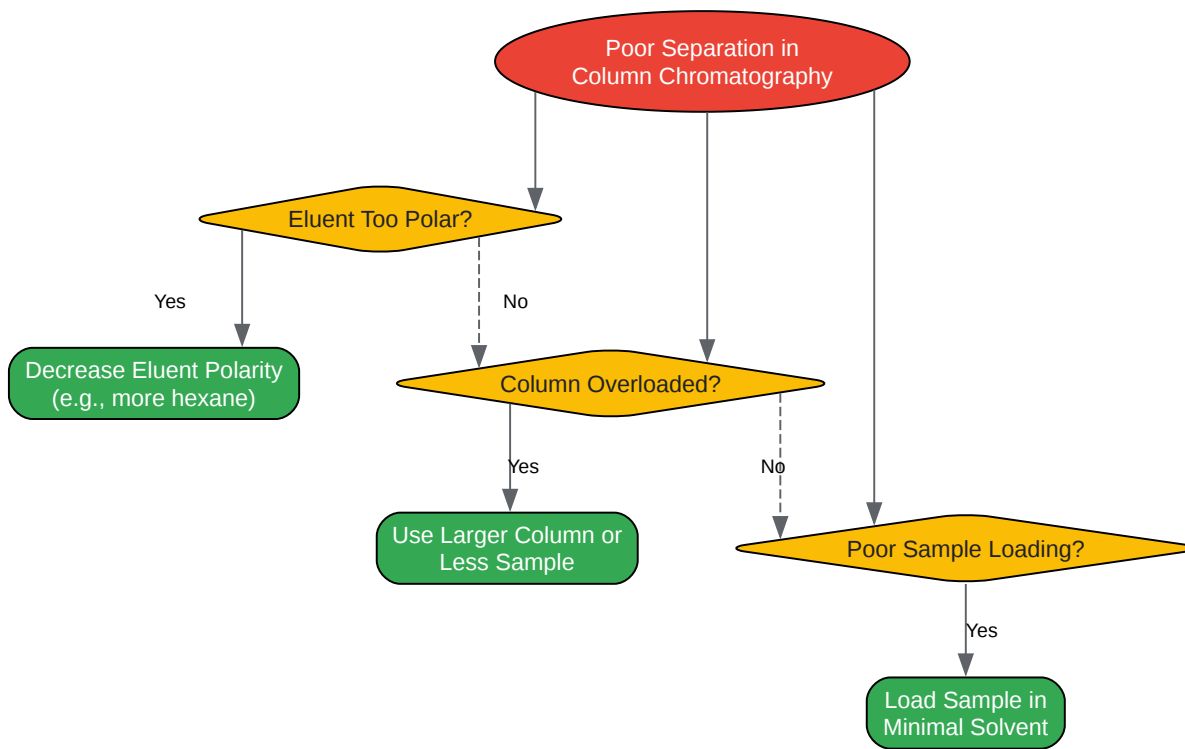 Poor Separation in
Column Chromatography
Eluent Too Polar?
Yes
No
Decrease Eluent Polarity
(e.g., more hexane)
Column Overloaded?
Yes
No
Use Larger Column or
Less Sample
Poor Sample Loading?
Yes
Load Sample in
Minimal Solvent